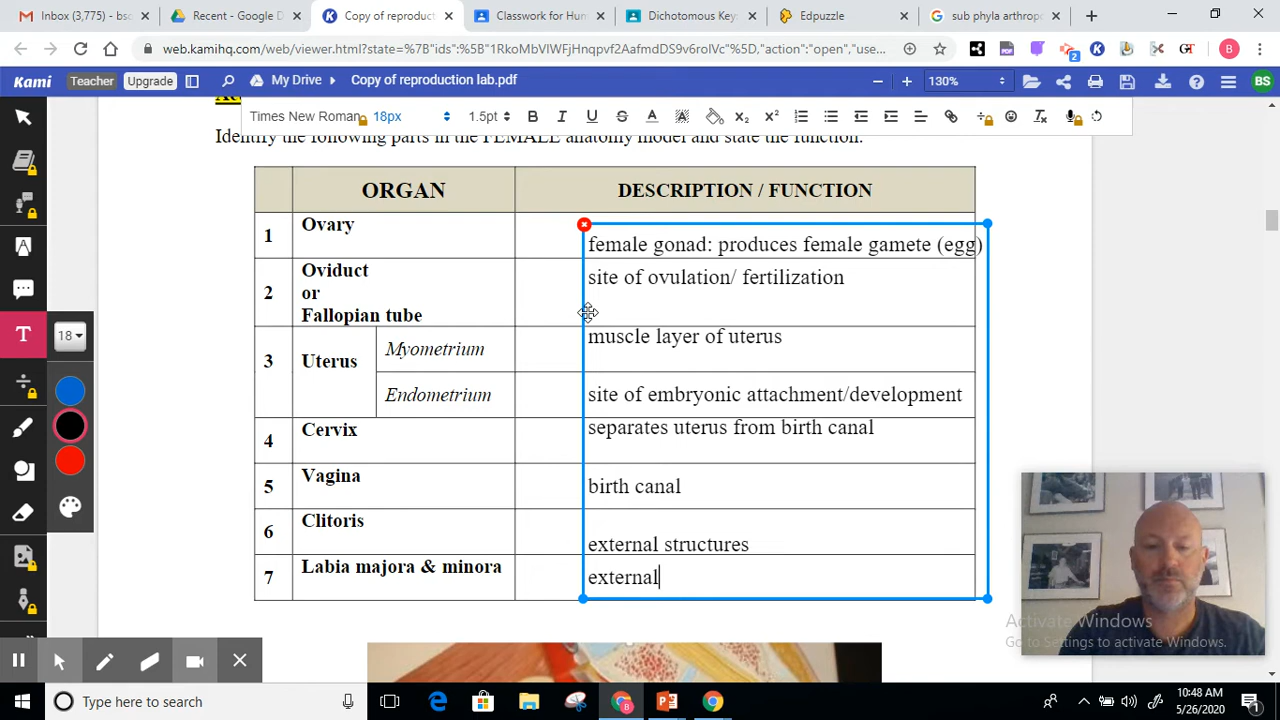 Inbox (3,775) - bso
Recent - Google D
Copy of reproduct
Classwork for Hum
Dichotomous Key
Edpuzzle
sub phyla arthrop
web.kamihq.com/web/viewer.html?state=%7B"ids"%3A%5B"1RkoMbVIWFjHnqpvf2AafmdDS9v6roIVc"%5D,"action":"open","use...
Kami Teacher Upgrade My Drive Copy of reproduction lab.pdf 130% BS
Times New Roman 18px 1.5pt
Identify the following parts in the FEMALE anatomy model and state the function.
ORGAN DESCRIPTION / FUNCTION
1 Ovary female gonad: produces female gamete (egg)
2 Oviduct site of ovulation/ fertilization
or
Fallopian tube
3 Uterus Myometrium muscle layer of uterus
Endometrium site of embryonic attachment/development
4 Cervix separates uterus from birth canal
5 Vagina birth canal
6 Clitoris external structures
7 Labia majora & minora external
18
Activate Windows
Go to Settings to activate Windows.
Type here to search
10:48 AM
5/26/2020